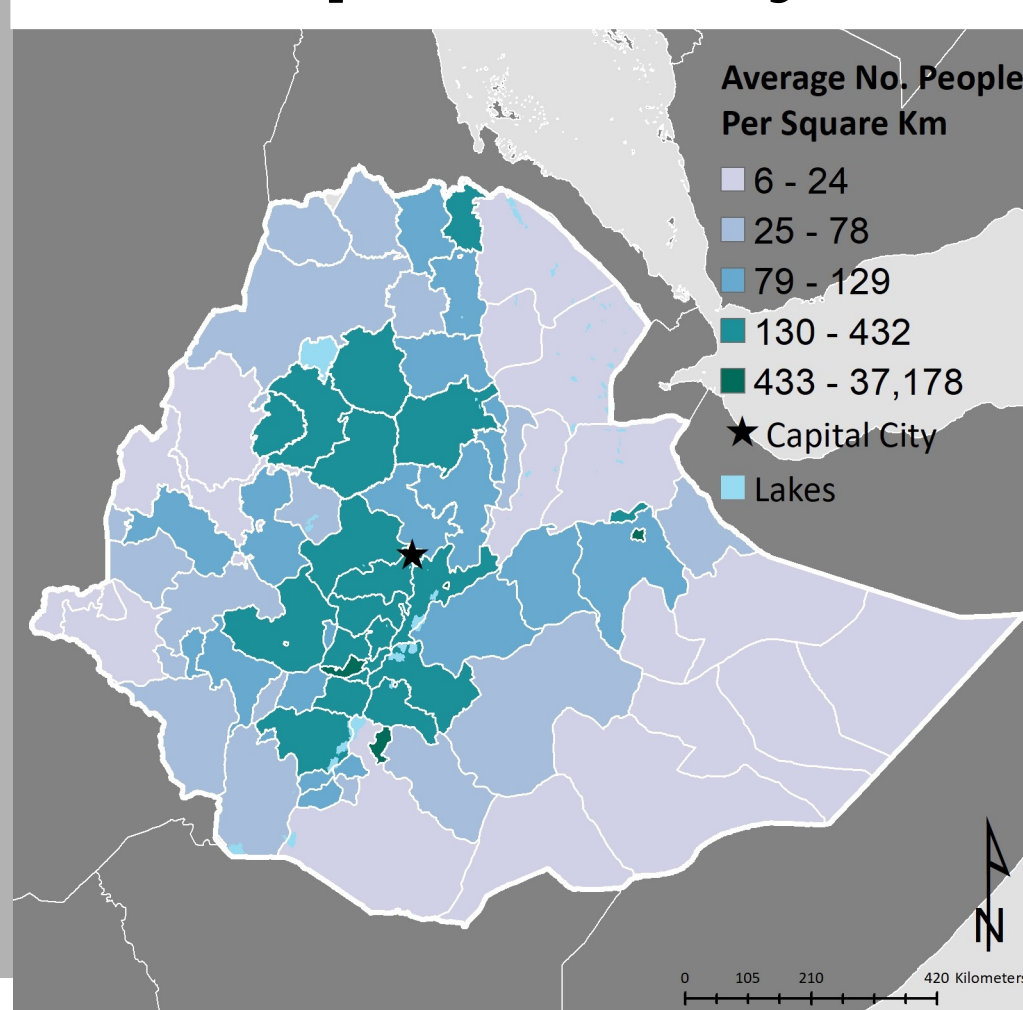 Average No. People
Per Square Km
6 - 24
25 - 78
79 - 129
130 - 432
433 - 37,178
Capital City
Lakes
N
0 105 210 420 Kilometers